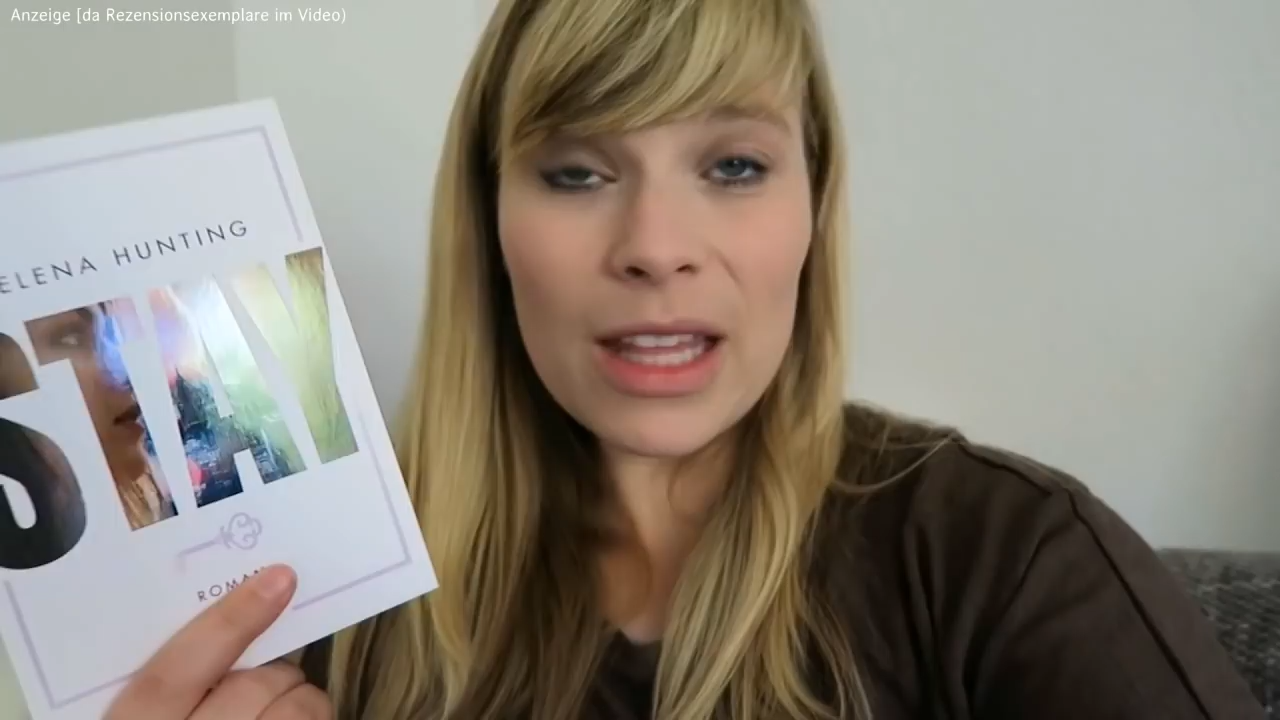 Anzeige [da Rezensionsexemplare im Video)
ELENA HUNTING
STAY
ROMAN